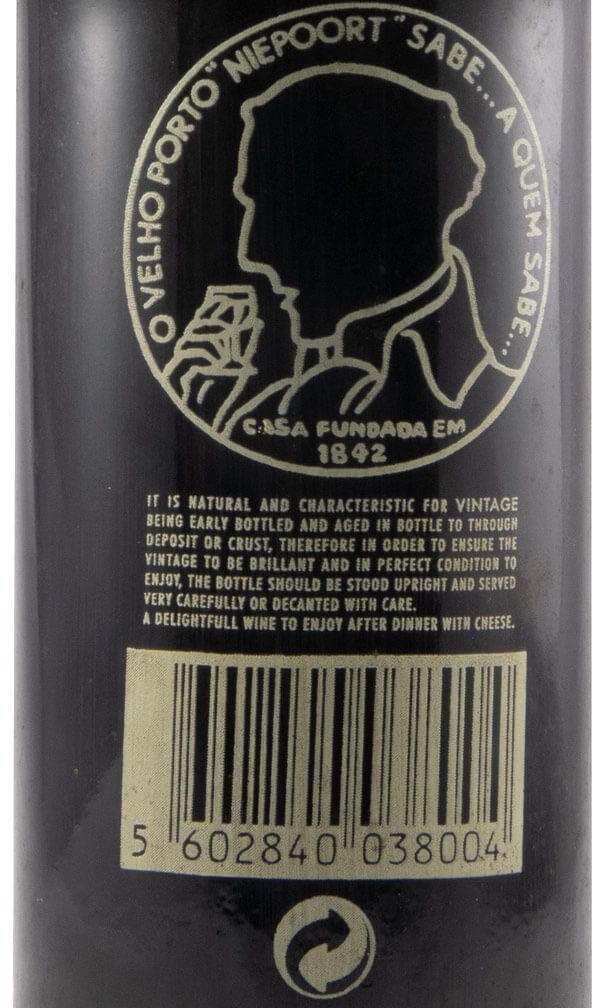 O VELHO PORTO "NIEPOORT" SABE... A QUEM SABE...
CASA FUNDADA EM
1842
IT IS NATURAL AND CHARACTERISTIC FOR VINTAGE
BEING EARLY BOTTLED AND AGED IN BOTTLE TO THROUGH
DEPOSIT OR CRUST, THEREFORE IN ORDER TO ENSURE THE
VINTAGE TO BE BRILLANT AND IN PERFECT CONDITION TO
ENJOY, THE BOTTLE SHOULD BE STOOD UPRIGHT AND SERVED
VERY CAREFULLY OR DECANTED WITH CARE.
A DELIGHTFULL WINE TO ENJOY AFTER DINNER WITH CHEESE.
5 602840 038004